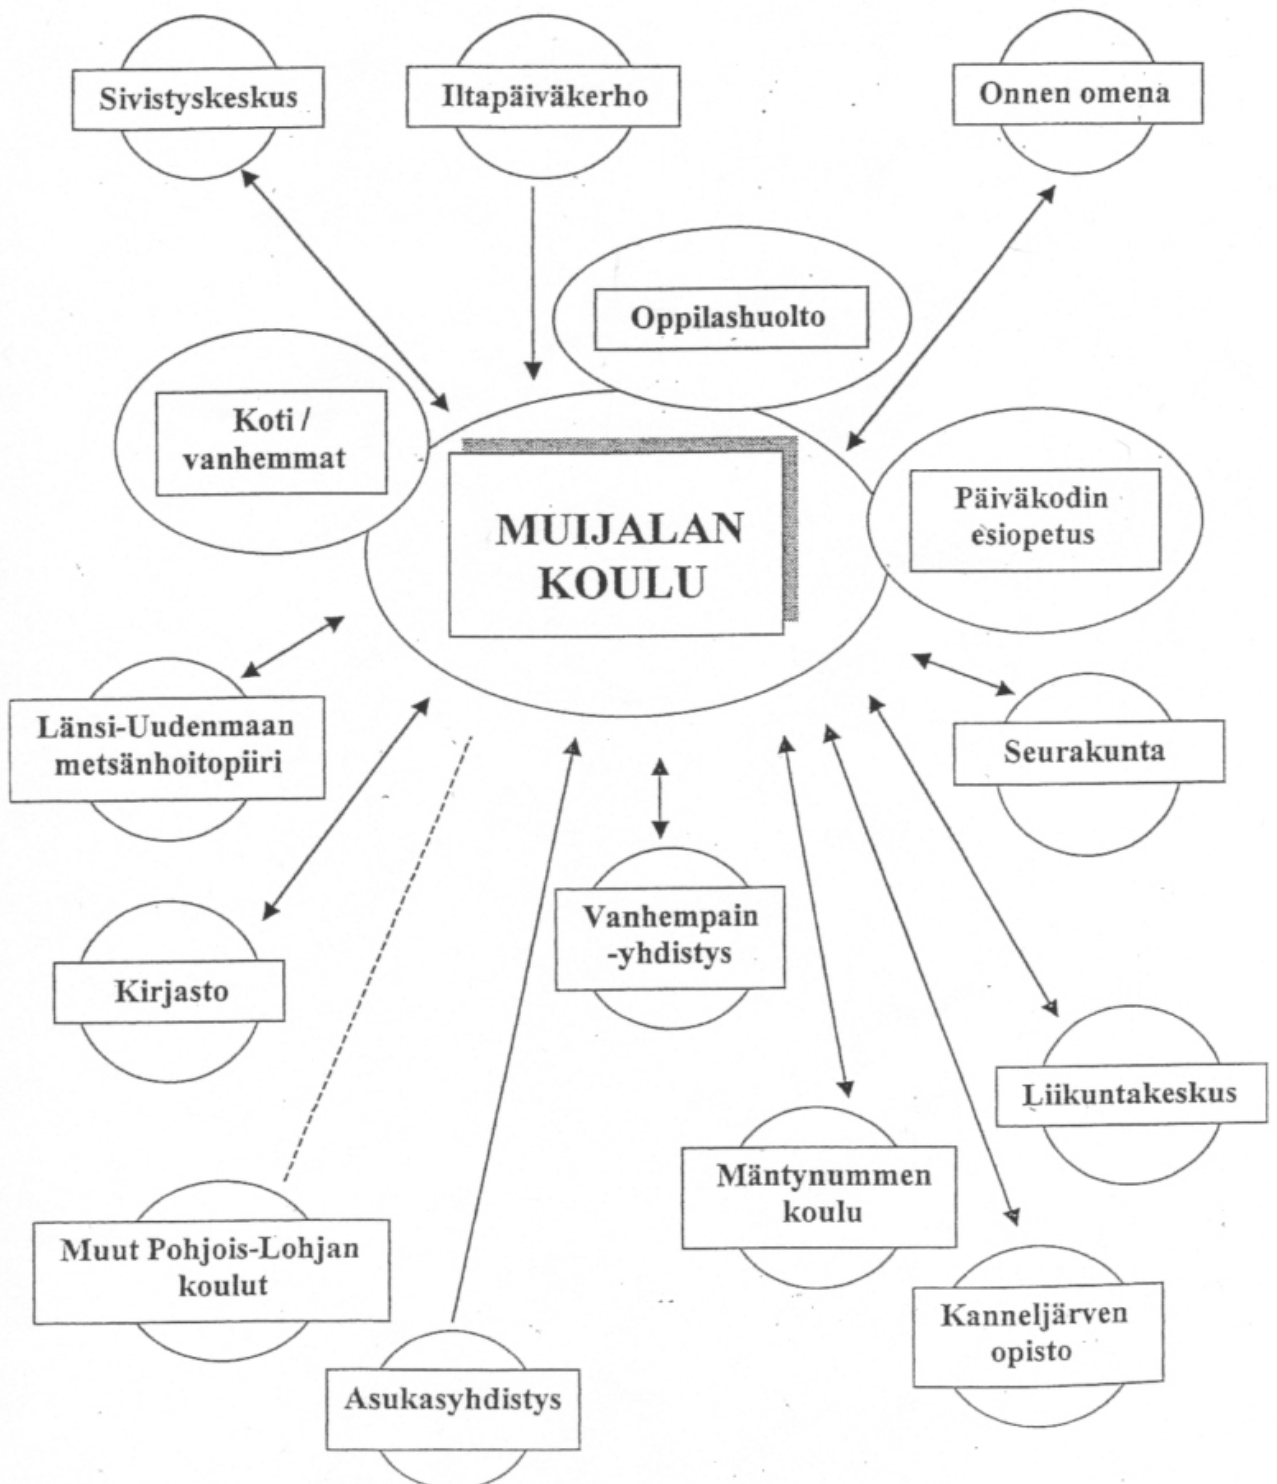 Sivistyskeskus
Iltapäiväkerho
Onnen omena
Oppilashuolto
Koti /
vanhemmat
Päiväkodin
esiopetus
MUIJALAN
KOULU
Länsi-Uudenmaan
metsänhoitopiiri
Seurakunta
Vanhempain
-yhdistys
Kirjasto
Liikuntakeskus
Mäntynummen
koulu
Muut Pohjois-Lohjan
koulut
Kanneljärven
opisto
Asukasyhdistys